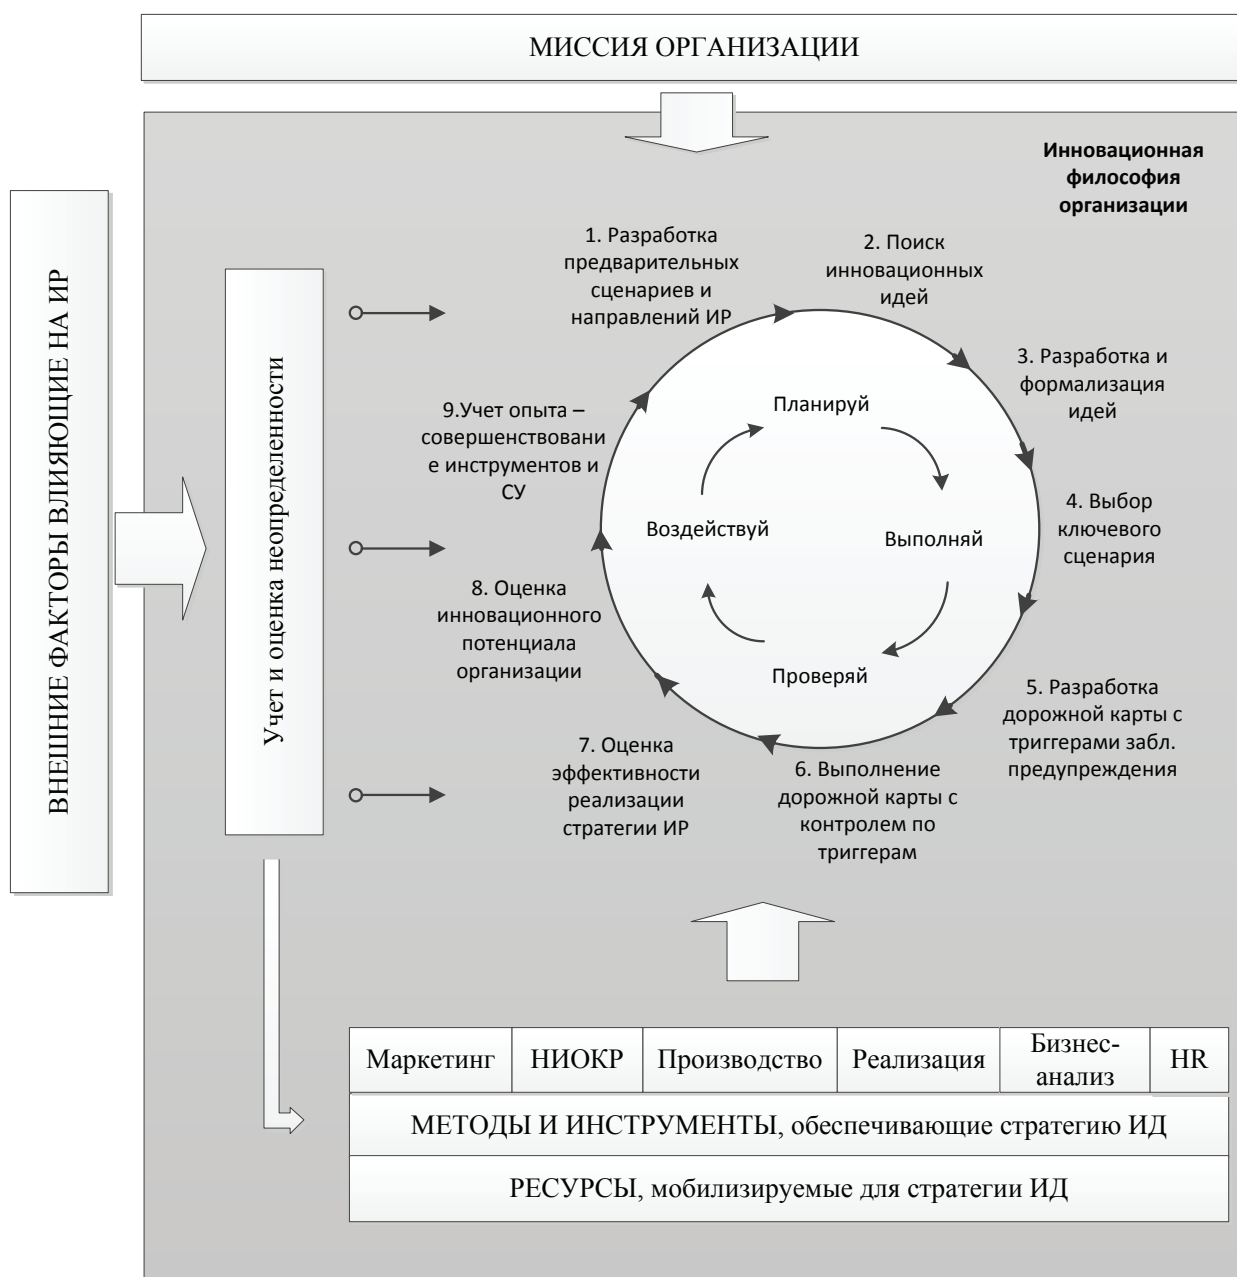 МИССИЯ ОРГАНИЗАЦИИ
Инновационная
философия
организации
ВНЕШНИЕ ФАКТОРЫ ВЛИЯЮЩИЕ НА ИР
Учет и оценка неопределенности
1. Разработка
предварительных
сценариев и
направлений ИР
2. Поиск
инновационных
идей
3. Разработка и
формализация
идей
4. Выбор
ключевого
сценария
5. Разработка
дорожной карты с
триггерами забл.
предупреждения
6. Выполнение
дорожной карты с
контролем по
триггерам
7. Оценка
эффективности
реализации
стратегии ИР
8. Оценка
инновационного
потенциала
организации
9.Учет опыта –
совершенствовани
е инструментов и
СУ
Планируй
Выполняй
Проверяй
Воздействуй
Маркетинг
НИОКР
Производство
Реализация
Бизнес-
анализ
HR
МЕТОДЫ И ИНСТРУМЕНТЫ, обеспечивающие стратегию ИД
РЕСУРСЫ, мобилизируемые для стратегии ИД